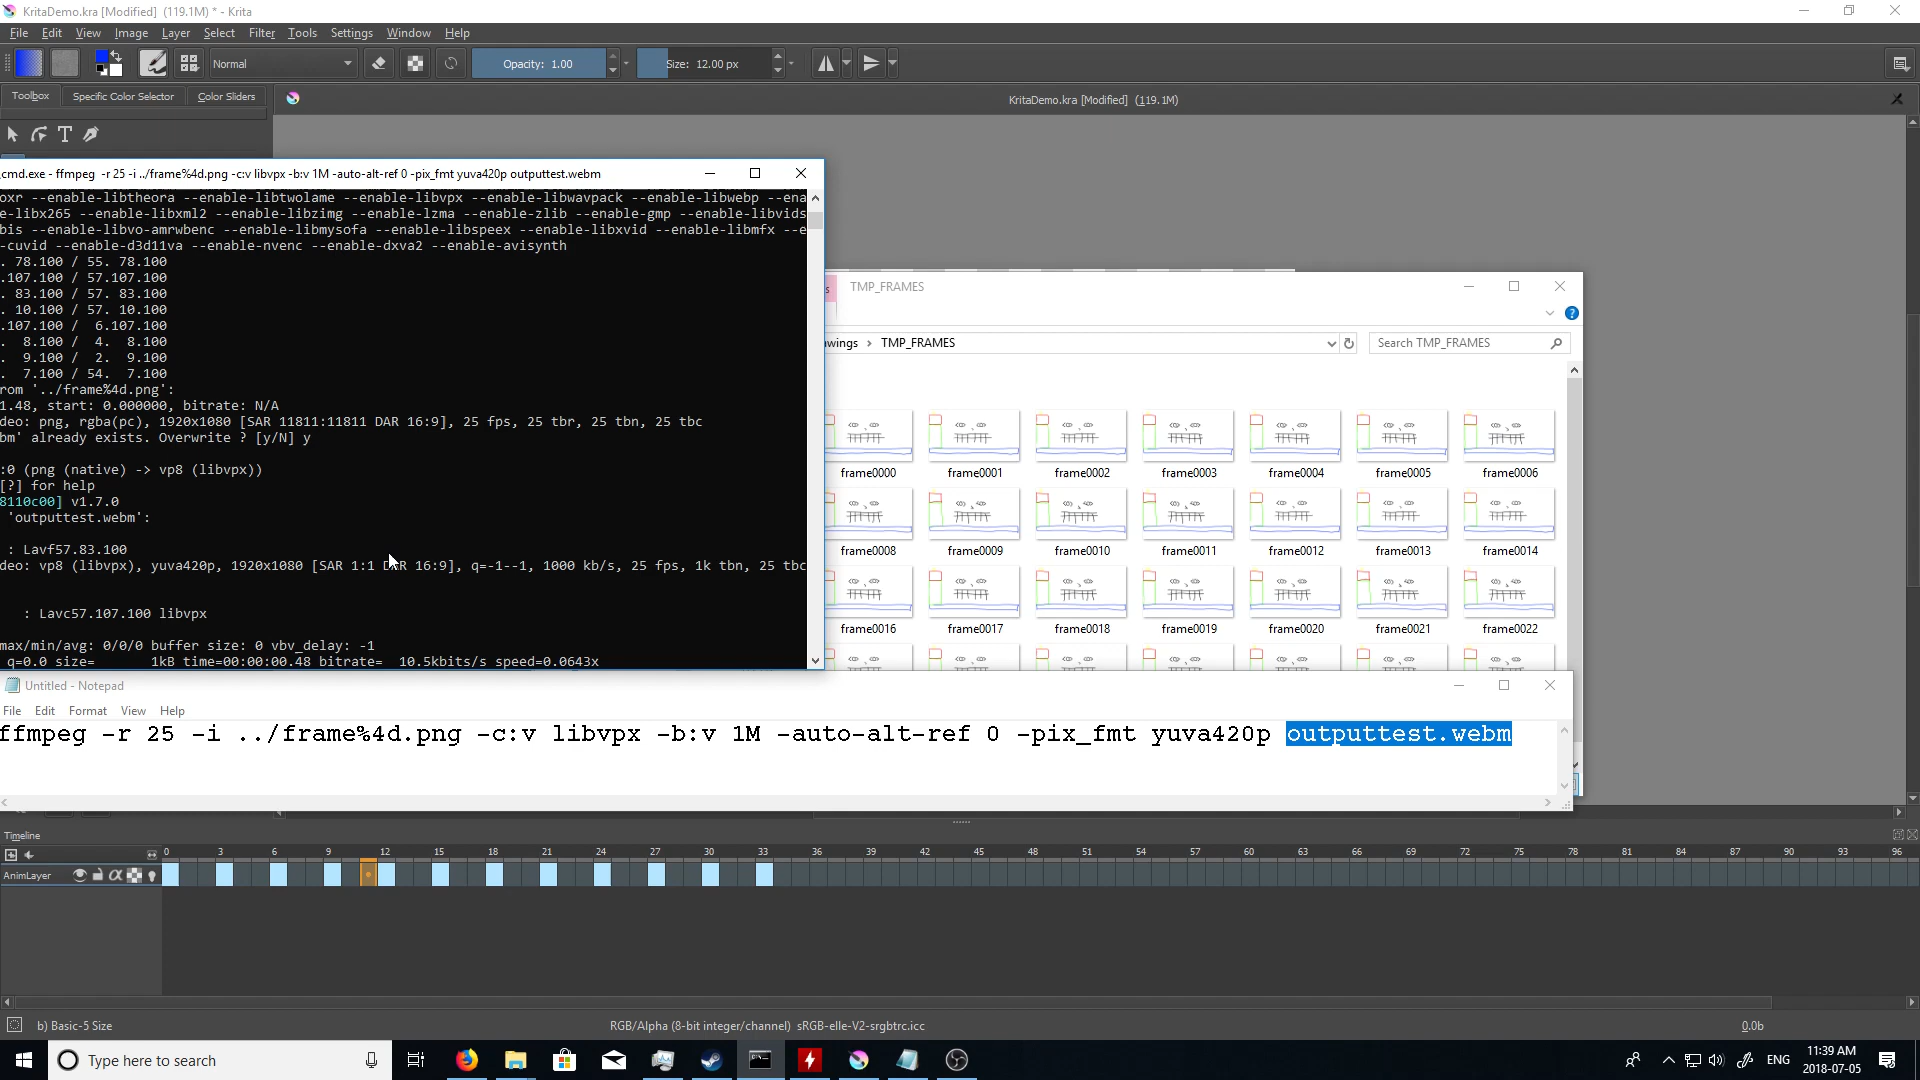 KritaDemo.kra [Modified]  (119.1M) * - Krita
File Edit View Image Layer Select Filter Tools Settings Window Help
Normal
Opacity: 1.00
Size: 12.00 px
Toolbox Specific Color Selector Color Sliders
KritaDemo.kra [Modified]  (119.1M)
cmd.exe - ffmpeg  -r 25 -i ../frame%4d.png -c:v libvpx -b:v 1M -auto-alt-ref 0 -pix_fmt yuva420p outputtest.webm
oxr --enable-libtheora --enable-libtwolame --enable-libvpx --enable-libwavpack --enable-libwebp --ena
e-libx265 --enable-libxml2 --enable-libzimg --enable-lzma --enable-zlib --enable-gmp --enable-libvids
bis --enable-libvo-amrwbenc --enable-libmysofa --enable-libspeex --enable-libxvid --enable-libmfx --e
-cuvid --enable-d3d11va --enable-nvenc --enable-dxva2 --enable-avisynth
. 78.100 / 55. 78.100
.107.100 / 57.107.100
. 83.100 / 57. 83.100
. 10.100 / 57. 10.100
.107.100 /  6.107.100
.  8.100 /  4.  8.100
.  9.100 /  2.  9.100
.  7.100 / 54.  7.100
rom '../frame%4d.png':
1.48, start: 0.000000, bitrate: N/A
deo: png, rgba(pc), 1920x1080 [SAR 11811:11811 DAR 16:9], 25 fps, 25 tbr, 25 tbn, 25 tbc
bm' already exists. Overwrite ? [y/N] y
:0 (png (native) -> vp8 (libvpx))
[?] for help
8110c00] v1.7.0
'outputtest.webm':
: Lavf57.83.100
deo: vp8 (libvpx), yuva420p, 1920x1080 [SAR 1:1 DAR 16:9], q=-1--1, 1000 kb/s, 25 fps, 1k tbn, 25 tbc
: Lavc57.107.100 libvpx
max/min/avg: 0/0/0 buffer size: 0 vbv_delay: -1
q=0.0 size=       1kB time=00:00:00.48 bitrate=  10.5kbits/s speed=0.0643x
s TMP_FRAMES
wings > TMP_FRAMES
Search TMP_FRAMES
frame0000 frame0001 frame0002 frame0003 frame0004 frame0005 frame0006
frame0008 frame0009 frame0010 frame0011 frame0012 frame0013 frame0014
frame0016 frame0017 frame0018 frame0019 frame0020 frame0021 frame0022
Untitled - Notepad
File Edit Format View Help
ffmpeg -r 25 -i ../frame%4d.png -c:v libvpx -b:v 1M -auto-alt-ref 0 -pix_fmt yuva420p outputtest.webm
Timeline
0 3 6 9 12 15 18 21 24 27 30 33 36 39 42 45 48 51 54 57 60 63 66 69 72 75 78 81 84 87 90 93 96
AnimLayer
b) Basic-5 Size
RGB/Alpha (8-bit integer/channel)  sRGB-elle-V2-srgbtrc.icc
0.0b
Type here to search
ENG
11:39 AM
2018-07-05